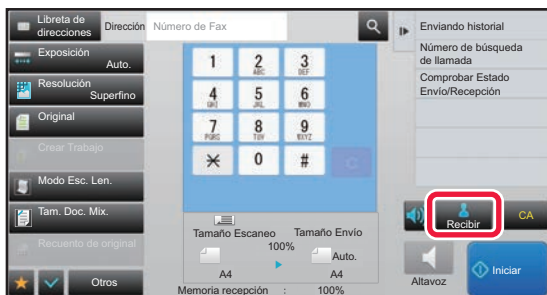 Libreta de
direcciones
Dirección
Número de Fax
Exposición
Auto.
Resolución
Superfino
Original
Crear Trabajo
Modo Esc. Len.
Tam. Doc. Mix.
Recuento de original
Otros
1
2
ABC
3
DEF
4
GHI
5
JKL
6
MNO
7
PQRS
8
TUV
9
WXYZ
0
#
C
Tamaño Escaneo
Tamaño Envío
100%
Auto.
A4
A4
Memoria recepción : 100%
Enviando historial
Número de búsqueda
de llamada
Comprobar Estado
Envío/Recepción
Recibir
CA
Altavoz
Iniciar